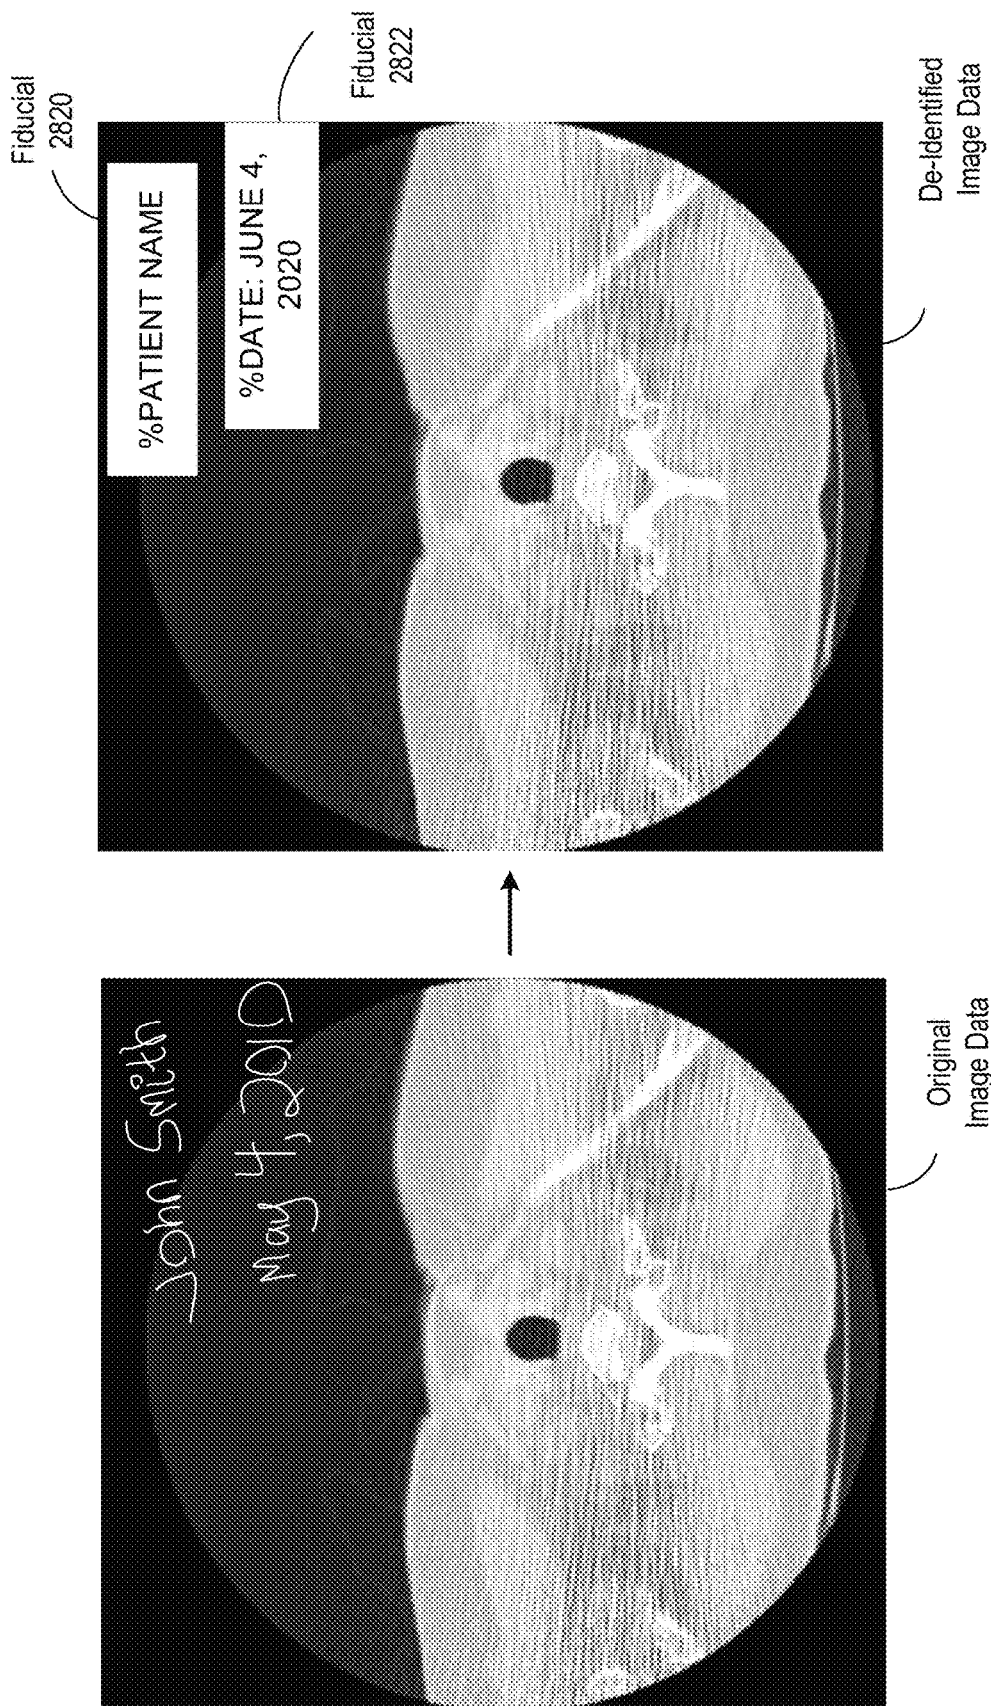 John Smith
May 4, 2010
Original
Image Data
Fiducial
2820
%PATIENT NAME
%DATE: JUNE 4,
2020
Fiducial
2822
De-Identified
Image Data